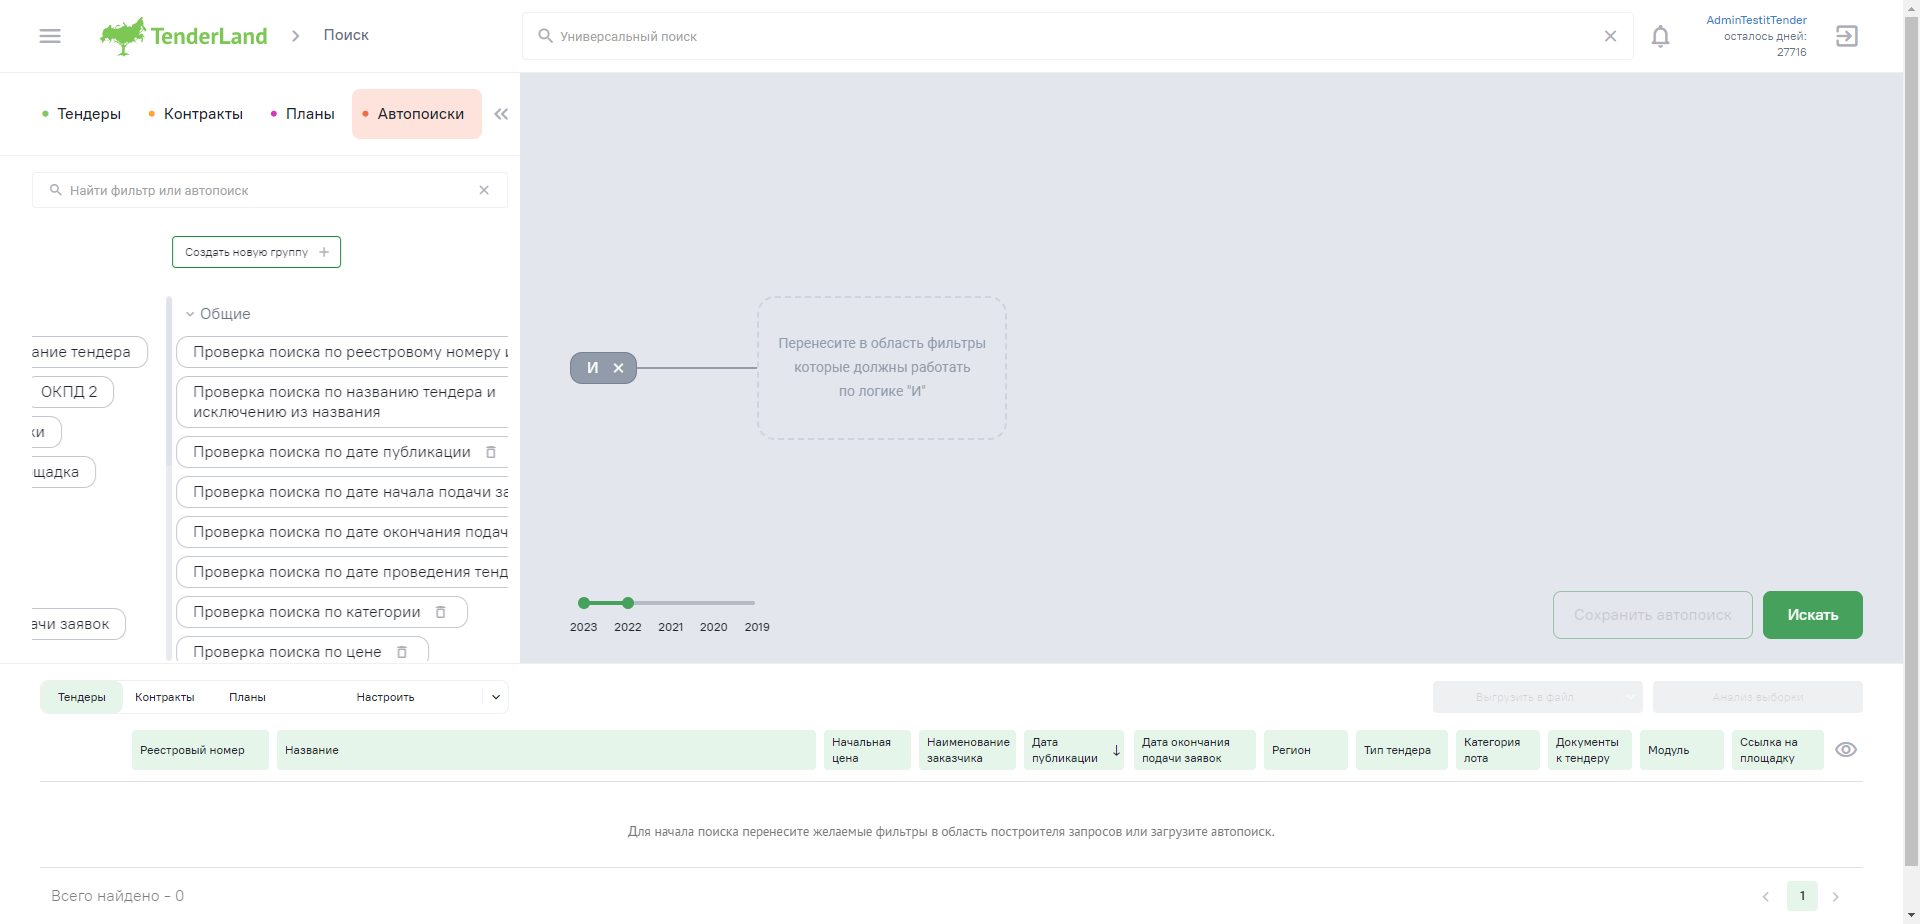 TenderLand
Поиск
Универсальный поиск
AdminTestitTender
осталось дней:
27716
Тендеры
Контракты
Планы
Автопоиски
Найти фильтр или автопоиск
Создать новую группу
Общие
ание тендера
ОКПД 2
ки
щадка
ачи заявок
Проверка поиска по реестровому номеру и
Проверка поиска по названию тендера и
исключению из названия
Проверка поиска по дате публикации
Проверка поиска по дате начала подачи за
Проверка поиска по дате окончания подач
Проверка поиска по дате проведения тенд
Проверка поиска по категории
Проверка поиска по цене
И
Перенесите в область фильтры
которые должны работать
по логике "И"
2023 2022 2021 2020 2019
Сохранить автопоиск
Искать
Тендеры
Контракты
Планы
Настроить
Выгрузить в файл
Анализ выборки
Реестровый номер
Название
Начальная
цена
Наименование
заказчика
Дата
публикации
Дата окончания
подачи заявок
Регион
Тип тендера
Категория
лота
Документы
к тендеру
Модуль
Ссылка на
площадку
Для начала поиска перенесите желаемые фильтры в область построителя запросов или загрузите автопоиск.
Всего найдено - 0
1